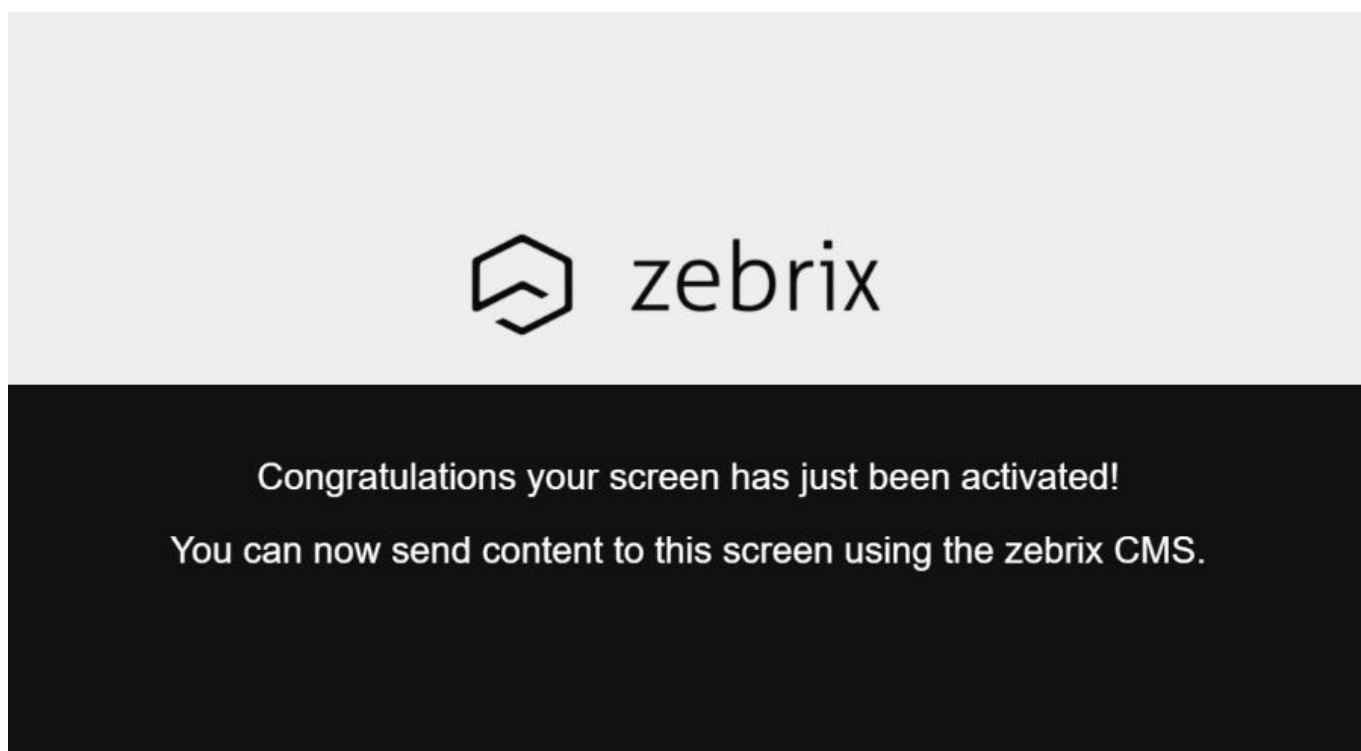 zebrix
Congratulations your screen has just been activated!
You can now send content to this screen using the zebrix CMS.